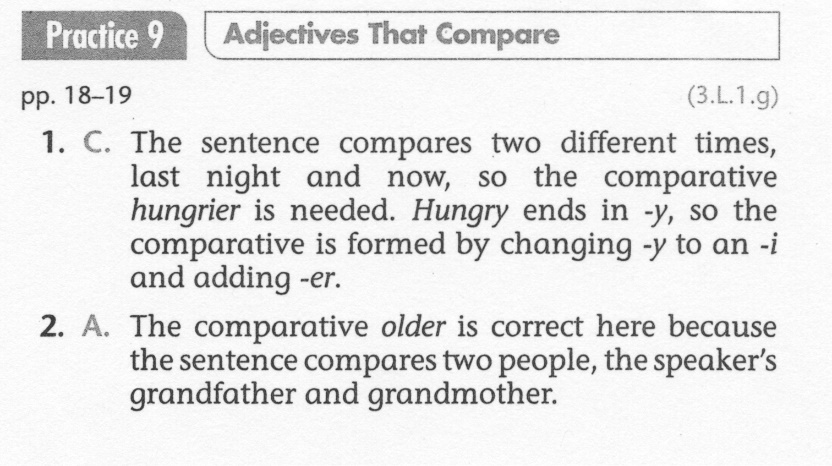 Practice 9 Adjectives That Compare
pp. 18–19 (3.L.1.g)
1. C. The sentence compares two different times,
last night and now, so the comparative
hungrier is needed. Hungry ends in -y, so the
comparative is formed by changing -y to an -i
and adding -er.
2. A. The comparative older is correct here because
the sentence compares two people, the speaker’s
grandfather and grandmother.